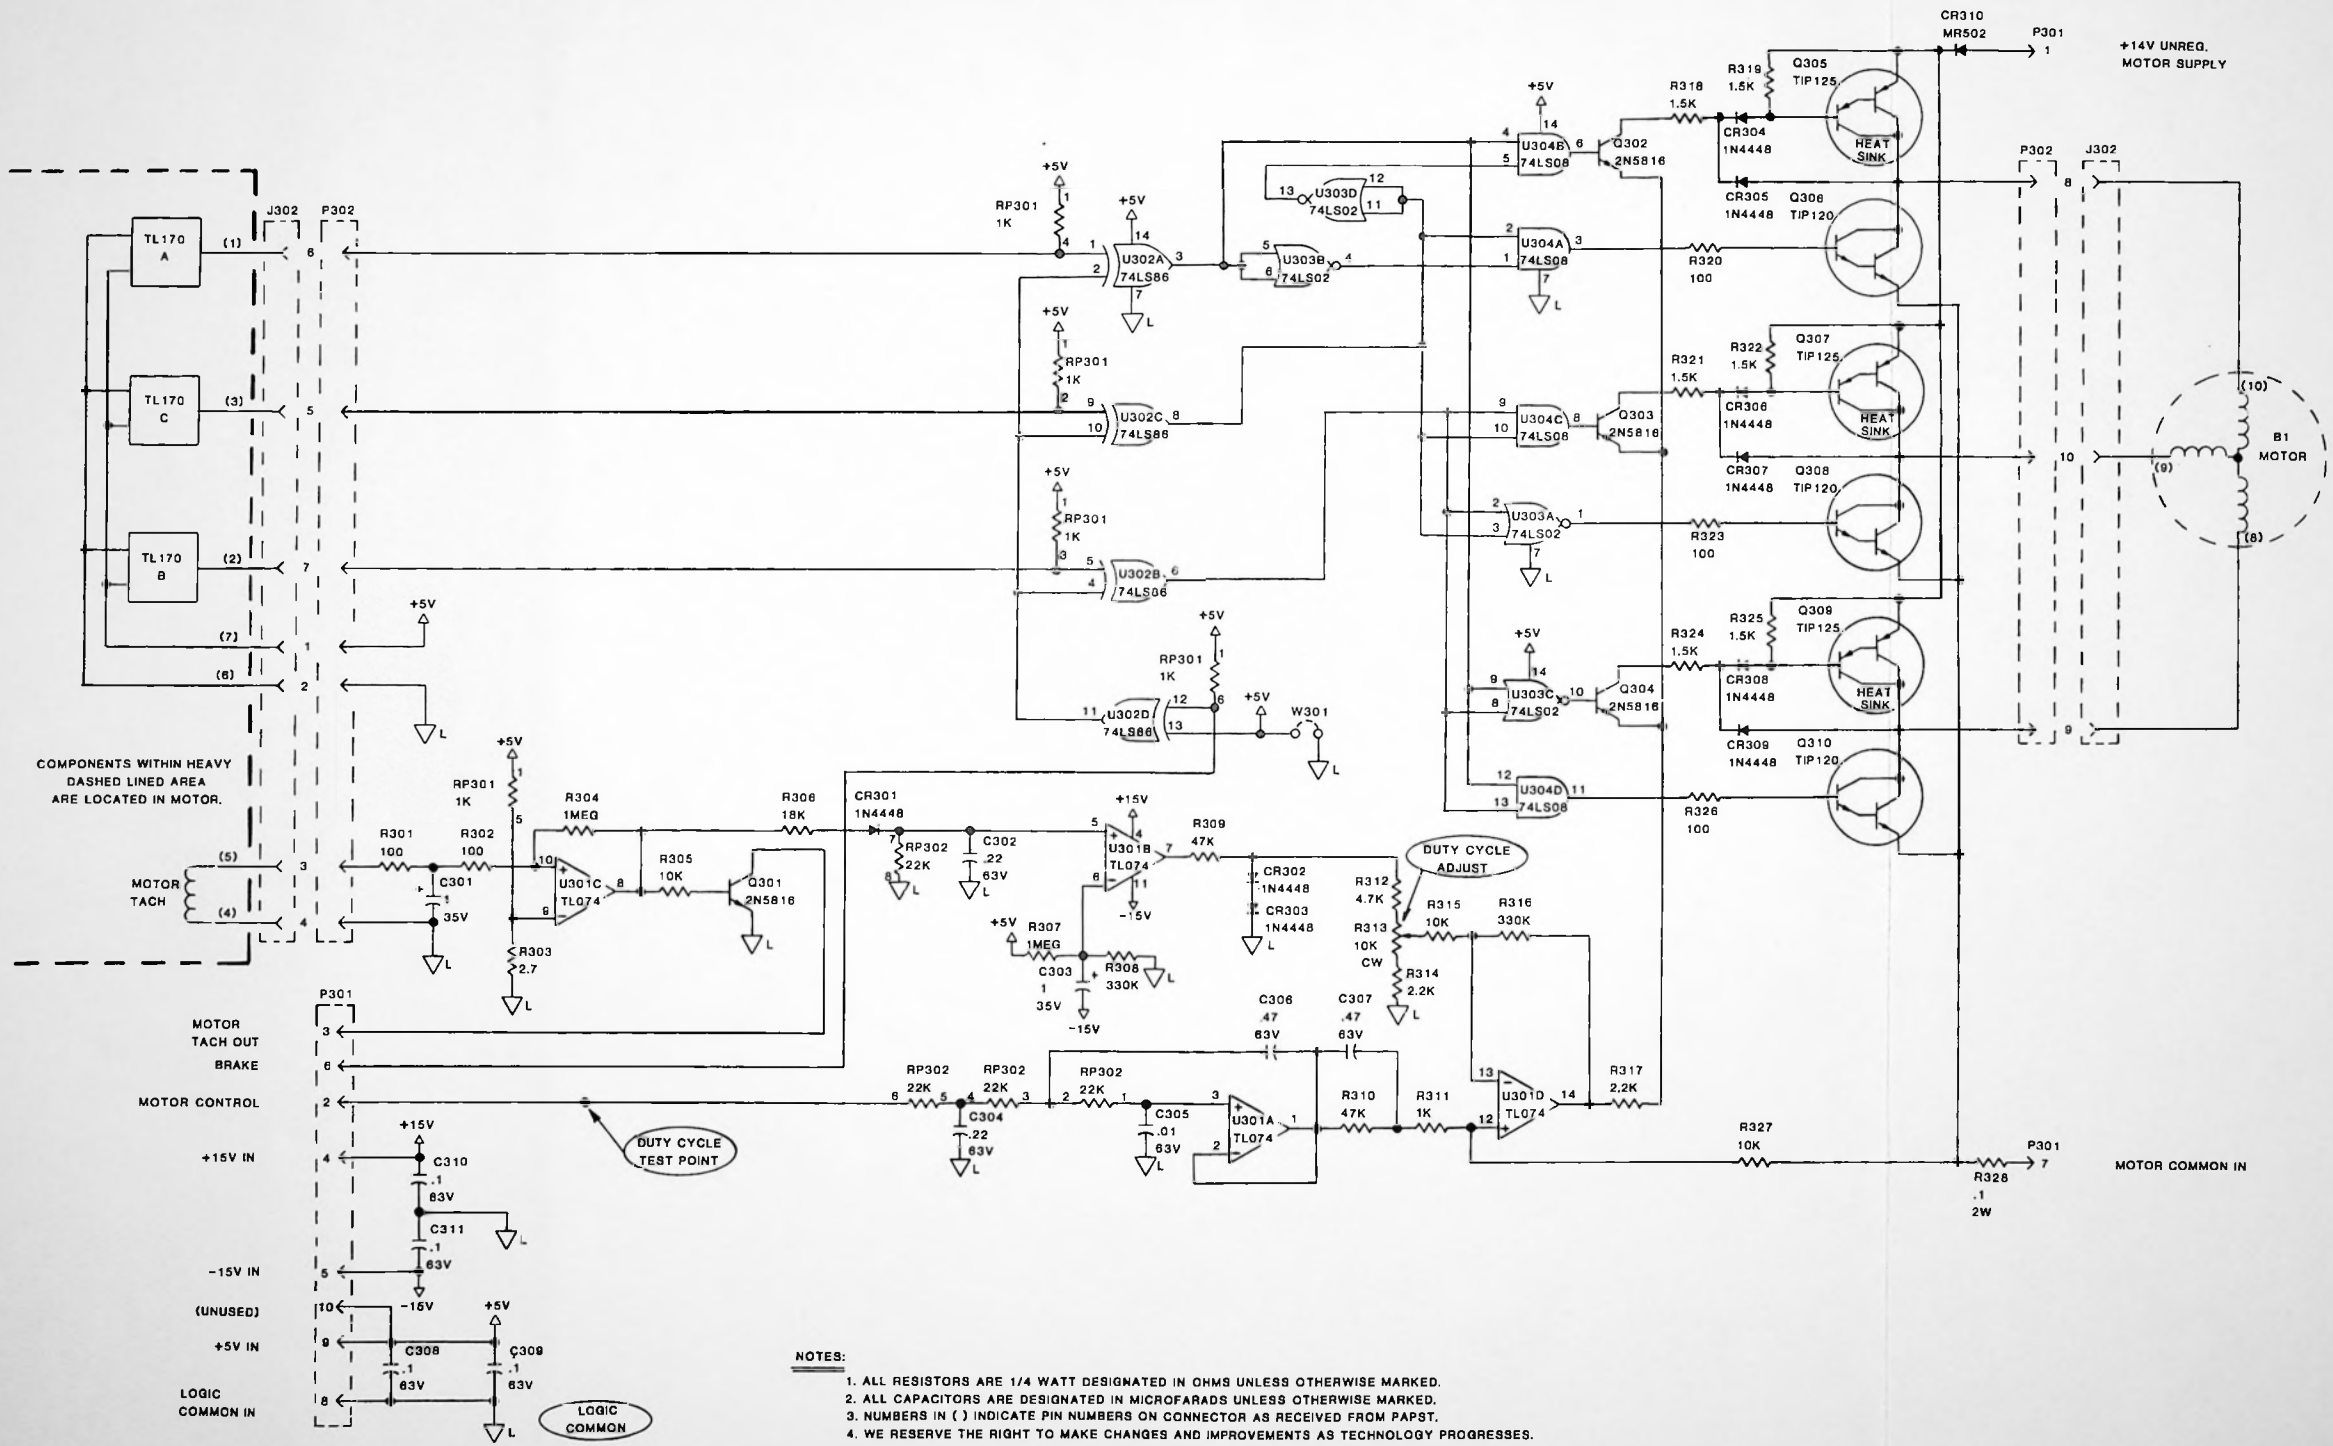 CR310
MR502
P301
1
+14V UNREG.
MOTOR SUPPLY
R319
1.5K
Q305
TIP125
R318
1.5K
CR304
1N4448
HEAT
SINK
+5V
14
4
U304B
6
5
74LS08
Q302
2N5816
P302
J302
8
CR305
1N4448
Q306
TIP120
13
U303D
12
74LS02
11
+5V
1
RP301
1K
4
+5V
14
1
U302A
3
2
74LS86
7
L
5
U303B
4
6
74LS02
2
U304A
3
1
74LS08
7
L
R320
100
J302
P302
TL170
A
(1)
6
TL170
C
(3)
5
TL170
B
(2)
7
(7)
1
+5V
(6)
2
L
+5V
1
RP301
1K
2
9
U302C
8
10
74LS86
+5V
1
RP301
1K
3
5
U302B
6
4
74LS86
R321
1.5K
R322
1.5K
Q307
TIP125
CR306
1N4448
HEAT
SINK
9
U304C
8
10
74LS08
Q303
2N5816
CR307
1N4448
Q308
TIP120
10
(10)
(9)
(8)
B1
MOTOR
2
U303A
1
3
74LS02
7
L
R323
100
+5V
1
RP301
1K
6
11
U302D
12
74LS86
13
+5V
W301
L
+5V
14
9
U303C
10
8
74LS02
Q304
2N5816
R324
1.5K
R325
1.5K
Q309
TIP125
CR308
1N4448
HEAT
SINK
CR309
1N4448
Q310
TIP120
9
12
U304D
11
13
74LS08
R326
100
COMPONENTS WITHIN HEAVY
DASHED LINED AREA
ARE LOCATED IN MOTOR.
MOTOR
TACH
(5)
3
(4)
4
R301
100
R302
100
C301
+
1
35V
L
+5V
1
RP301
1K
5
R304
1MEG
10
U301C
8
9
TL074
R303
2.7
L
R305
10K
Q301
2N5816
L
R306
18K
CR301
1N4448
7
RP302
22K
8
L
C302
.22
63V
L
+15V
5
4
U301B
7
TL074
6
11
-15V
R309
47K
+5V
R307
1MEG
R308
330K
L
C303
+
1
35V
-15V
CR302
1N4448
CR303
1N4448
L
DUTY CYCLE
ADJUST
R312
4.7K
R313
10K
CW
R314
2.2K
L
R315
10K
R316
330K
P301
MOTOR
TACH OUT
3
BRAKE
6
MOTOR CONTROL
2
DUTY CYCLE
TEST POINT
RP302
22K
6
5
RP302
22K
4
3
RP302
22K
2
1
C304
.22
63V
L
C305
.01
63V
L
C306
.47
63V
C307
.47
63V
3
U301A
1
2
TL074
R310
47K
R311
1K
13
U301D
14
12
TL074
R317
2.2K
R327
10K
P301
7
R328
.1
2W
MOTOR COMMON IN
+15V IN
4
+15V
C310
.1
63V
L
C311
.1
63V
-15V IN
5
-15V
(UNUSED)
10
+5V IN
9
+5V
C308
.1
63V
C309
.1
63V
LOGIC
COMMON IN
8
L
LOGIC
COMMON
NOTES:
1. ALL RESISTORS ARE 1/4 WATT DESIGNATED IN OHMS UNLESS OTHERWISE MARKED.
2. ALL CAPACITORS ARE DESIGNATED IN MICROFARADS UNLESS OTHERWISE MARKED.
3. NUMBERS IN ( ) INDICATE PIN NUMBERS ON CONNECTOR AS RECEIVED FROM PAPST.
4. WE RESERVE THE RIGHT TO MAKE CHANGES AND IMPROVEMENTS AS TECHNOLOGY PROGRESSES.